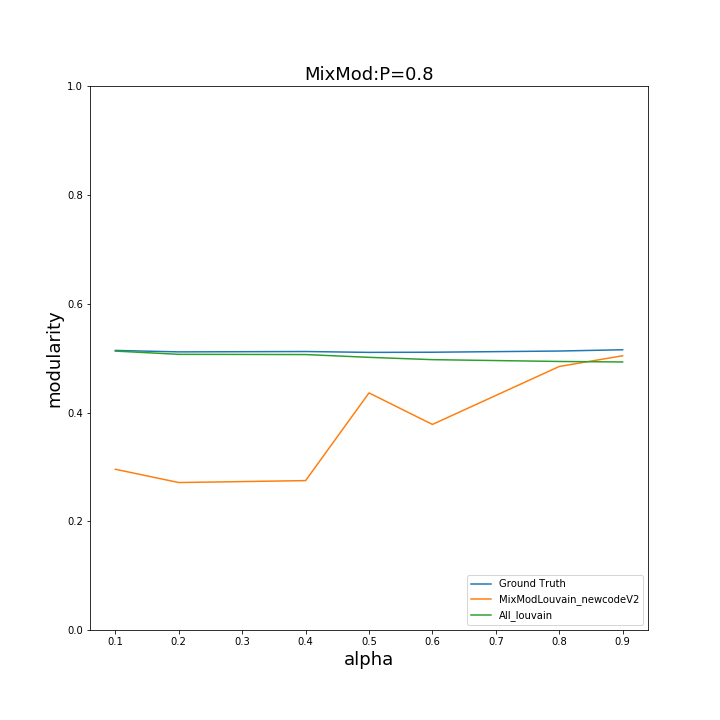 MixMod:P=0.8
modularity
1.0
0.8
0.6
0.4
0.2
0.0
Ground Truth
MixModLouvain_newcodeV2
All_louvain
0.1 0.2 0.3 0.4 0.5 0.6 0.7 0.8 0.9
alpha